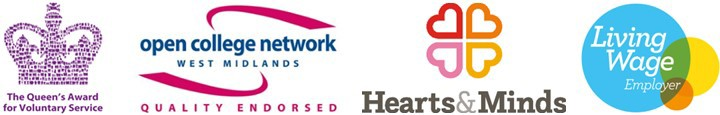 The Queen's Award
for Voluntary Service
open college network
WEST MIDLANDS
QUALITY ENDORSED
Hearts&Minds
Living
Wage
Employer